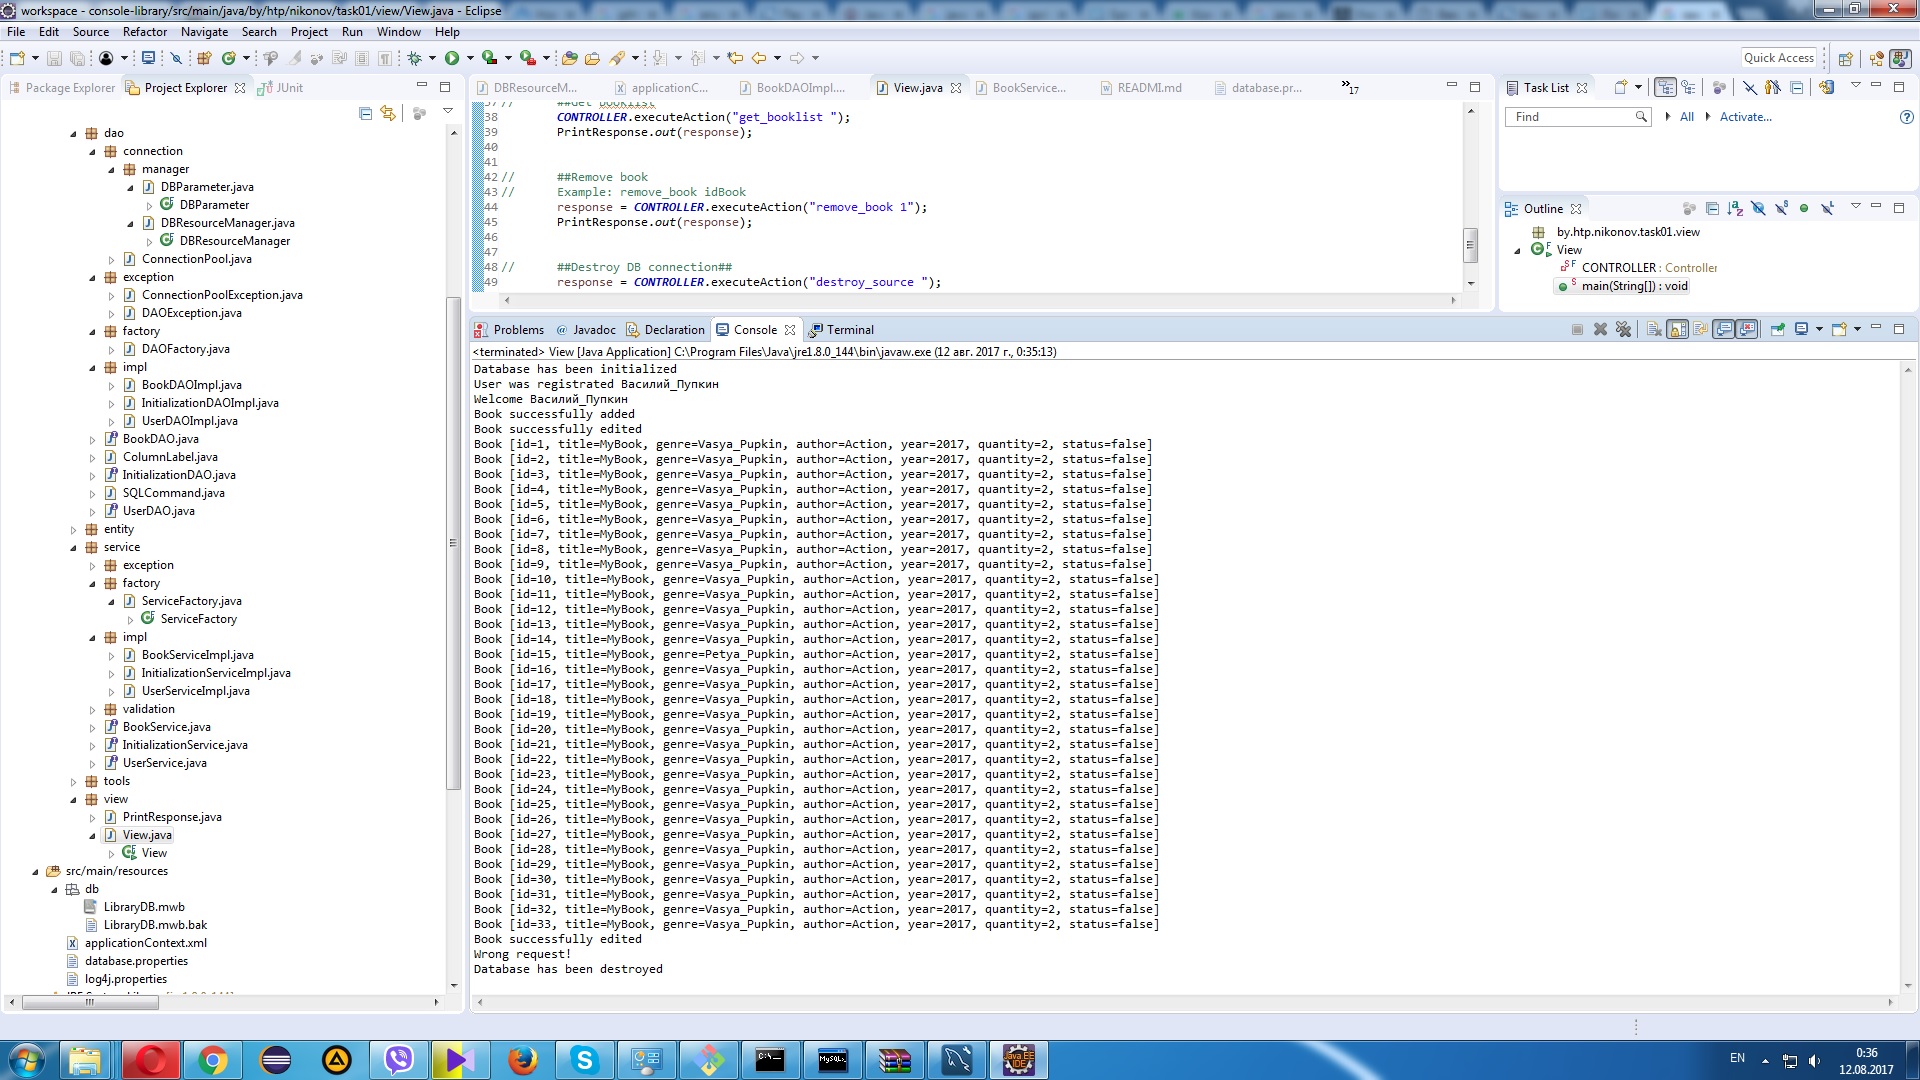 workspace - console-library/src/main/java/by/htp/nikonov/task01/view/View.java - Eclipse
File Edit Source Refactor Navigate Search Project Run Window Help
Quick Access
Package Explorer Project Explorer JUnit
dao
connection
manager
DBParameter.java
DBParameter
DBResourceManager.java
DBResourceManager
ConnectionPool.java
exception
ConnectionPoolException.java
DAOException.java
factory
DAOFactory.java
impl
BookDAOImpl.java
InitializationDAOImpl.java
UserDAOImpl.java
BookDAO.java
ColumnLabel.java
InitializationDAO.java
SQLCommand.java
UserDAO.java
entity
service
exception
factory
ServiceFactory.java
ServiceFactory
impl
BookServiceImpl.java
InitializationServiceImpl.java
UserServiceImpl.java
validation
BookService.java
InitializationService.java
UserService.java
tools
view
PrintResponse.java
View.java
View
src/main/resources
db
LibraryDB.mwb
LibraryDB.mwb.bak
applicationContext.xml
database.properties
log4j.properties
DBResourceM... applicationC... BookDAOImpl.... View.java BookService... README.md database.pr... »17
37 // ##Get booklist
38 CONTROLLER.executeAction("get_booklist ");
39 PrintResponse.out(response);
40
41
42 // ##Remove book
43 // Example: remove_book idBook
44 response = CONTROLLER.executeAction("remove_book 1");
45 PrintResponse.out(response);
46
47
48 // ##Destroy DB connection##
49 response = CONTROLLER.executeAction("destroy_source ");
Task List
Find All Activate...
Outline
by.htp.nikonov.task01.view
View
CONTROLLER : Controller
main(String[]) : void
Problems Javadoc Declaration Console Terminal
<terminated> View [Java Application] C:\Program Files\Java\jre1.8.0_144\bin\javaw.exe (12 авг. 2017 г., 0:35:13)
Database has been initialized
User was registrated Василий_Пупкин
Welcome Василий_Пупкин
Book successfully added
Book successfully edited
Book [id=1, title=MyBook, genre=Vasya_Pupkin, author=Action, year=2017, quantity=2, status=false]
Book [id=2, title=MyBook, genre=Vasya_Pupkin, author=Action, year=2017, quantity=2, status=false]
Book [id=3, title=MyBook, genre=Vasya_Pupkin, author=Action, year=2017, quantity=2, status=false]
Book [id=4, title=MyBook, genre=Vasya_Pupkin, author=Action, year=2017, quantity=2, status=false]
Book [id=5, title=MyBook, genre=Vasya_Pupkin, author=Action, year=2017, quantity=2, status=false]
Book [id=6, title=MyBook, genre=Vasya_Pupkin, author=Action, year=2017, quantity=2, status=false]
Book [id=7, title=MyBook, genre=Vasya_Pupkin, author=Action, year=2017, quantity=2, status=false]
Book [id=8, title=MyBook, genre=Vasya_Pupkin, author=Action, year=2017, quantity=2, status=false]
Book [id=9, title=MyBook, genre=Vasya_Pupkin, author=Action, year=2017, quantity=2, status=false]
Book [id=10, title=MyBook, genre=Vasya_Pupkin, author=Action, year=2017, quantity=2, status=false]
Book [id=11, title=MyBook, genre=Vasya_Pupkin, author=Action, year=2017, quantity=2, status=false]
Book [id=12, title=MyBook, genre=Vasya_Pupkin, author=Action, year=2017, quantity=2, status=false]
Book [id=13, title=MyBook, genre=Vasya_Pupkin, author=Action, year=2017, quantity=2, status=false]
Book [id=14, title=MyBook, genre=Vasya_Pupkin, author=Action, year=2017, quantity=2, status=false]
Book [id=15, title=MyBook, genre=Petya_Pupkin, author=Action, year=2017, quantity=2, status=false]
Book [id=16, title=MyBook, genre=Vasya_Pupkin, author=Action, year=2017, quantity=2, status=false]
Book [id=17, title=MyBook, genre=Vasya_Pupkin, author=Action, year=2017, quantity=2, status=false]
Book [id=18, title=MyBook, genre=Vasya_Pupkin, author=Action, year=2017, quantity=2, status=false]
Book [id=19, title=MyBook, genre=Vasya_Pupkin, author=Action, year=2017, quantity=2, status=false]
Book [id=20, title=MyBook, genre=Vasya_Pupkin, author=Action, year=2017, quantity=2, status=false]
Book [id=21, title=MyBook, genre=Vasya_Pupkin, author=Action, year=2017, quantity=2, status=false]
Book [id=22, title=MyBook, genre=Vasya_Pupkin, author=Action, year=2017, quantity=2, status=false]
Book [id=23, title=MyBook, genre=Vasya_Pupkin, author=Action, year=2017, quantity=2, status=false]
Book [id=24, title=MyBook, genre=Vasya_Pupkin, author=Action, year=2017, quantity=2, status=false]
Book [id=25, title=MyBook, genre=Vasya_Pupkin, author=Action, year=2017, quantity=2, status=false]
Book [id=26, title=MyBook, genre=Vasya_Pupkin, author=Action, year=2017, quantity=2, status=false]
Book [id=27, title=MyBook, genre=Vasya_Pupkin, author=Action, year=2017, quantity=2, status=false]
Book [id=28, title=MyBook, genre=Vasya_Pupkin, author=Action, year=2017, quantity=2, status=false]
Book [id=29, title=MyBook, genre=Vasya_Pupkin, author=Action, year=2017, quantity=2, status=false]
Book [id=30, title=MyBook, genre=Vasya_Pupkin, author=Action, year=2017, quantity=2, status=false]
Book [id=31, title=MyBook, genre=Vasya_Pupkin, author=Action, year=2017, quantity=2, status=false]
Book [id=32, title=MyBook, genre=Vasya_Pupkin, author=Action, year=2017, quantity=2, status=false]
Book [id=33, title=MyBook, genre=Vasya_Pupkin, author=Action, year=2017, quantity=2, status=false]
Book successfully edited
Wrong request!
Database has been destroyed
EN 0:36
12.08.2017